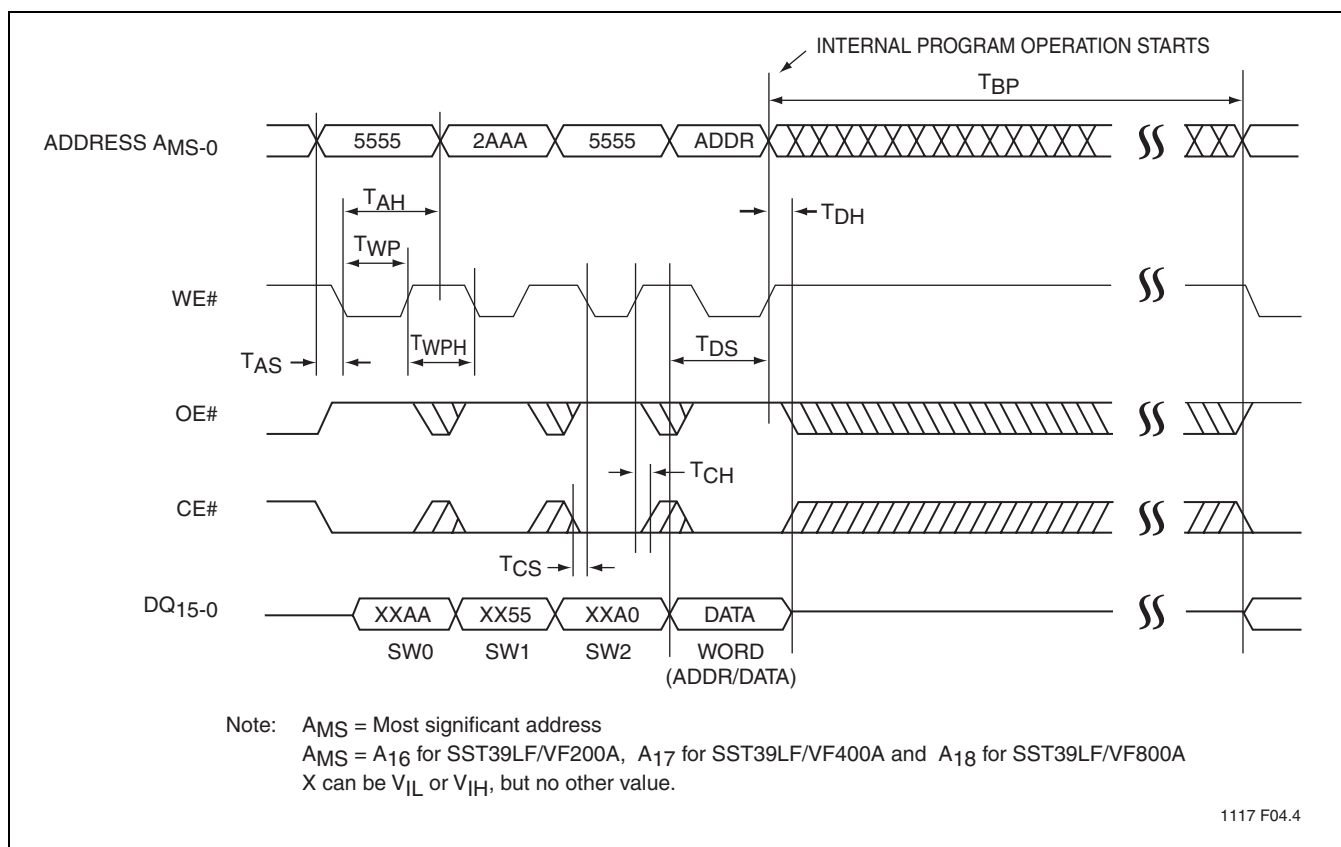 INTERNAL PROGRAM OPERATION STARTS
TBP
ADDRESS AMS-0
5555 2AAA 5555 ADDR
TAH
TDH
TWP
WE#
TWPH
TDS
TAS
OE#
TCH
CE#
TCS
DQ15-0
XXAA XX55 XXA0 DATA
SW0 SW1 SW2 WORD
(ADDR/DATA)
Note: AMS = Most significant address
AMS = A16 for SST39LF/VF200A, A17 for SST39LF/VF400A and A18 for SST39LF/VF800A
X can be VIL or VIH, but no other value.
1117 F04.4